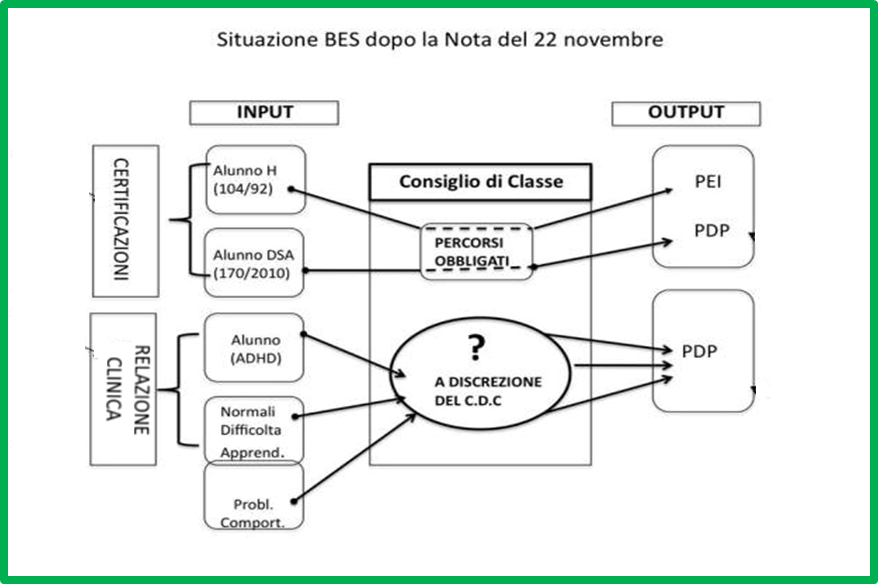 Situazione BES dopo la Nota del 22 novembre
INPUT
OUTPUT
CERTIFICAZIONI
Alunno H
(104/92)
Alunno DSA
(170/2010)
Consiglio di Classe
PERCORSI
OBBLIGATI
PEI
PDP
RELAZIONE
CLINICA
Alunno
(ADHD)
Normali
Difficolta
Apprend.
Probl.
Comport.
?
A DISCREZIONE
DEL C.D.C
PDP